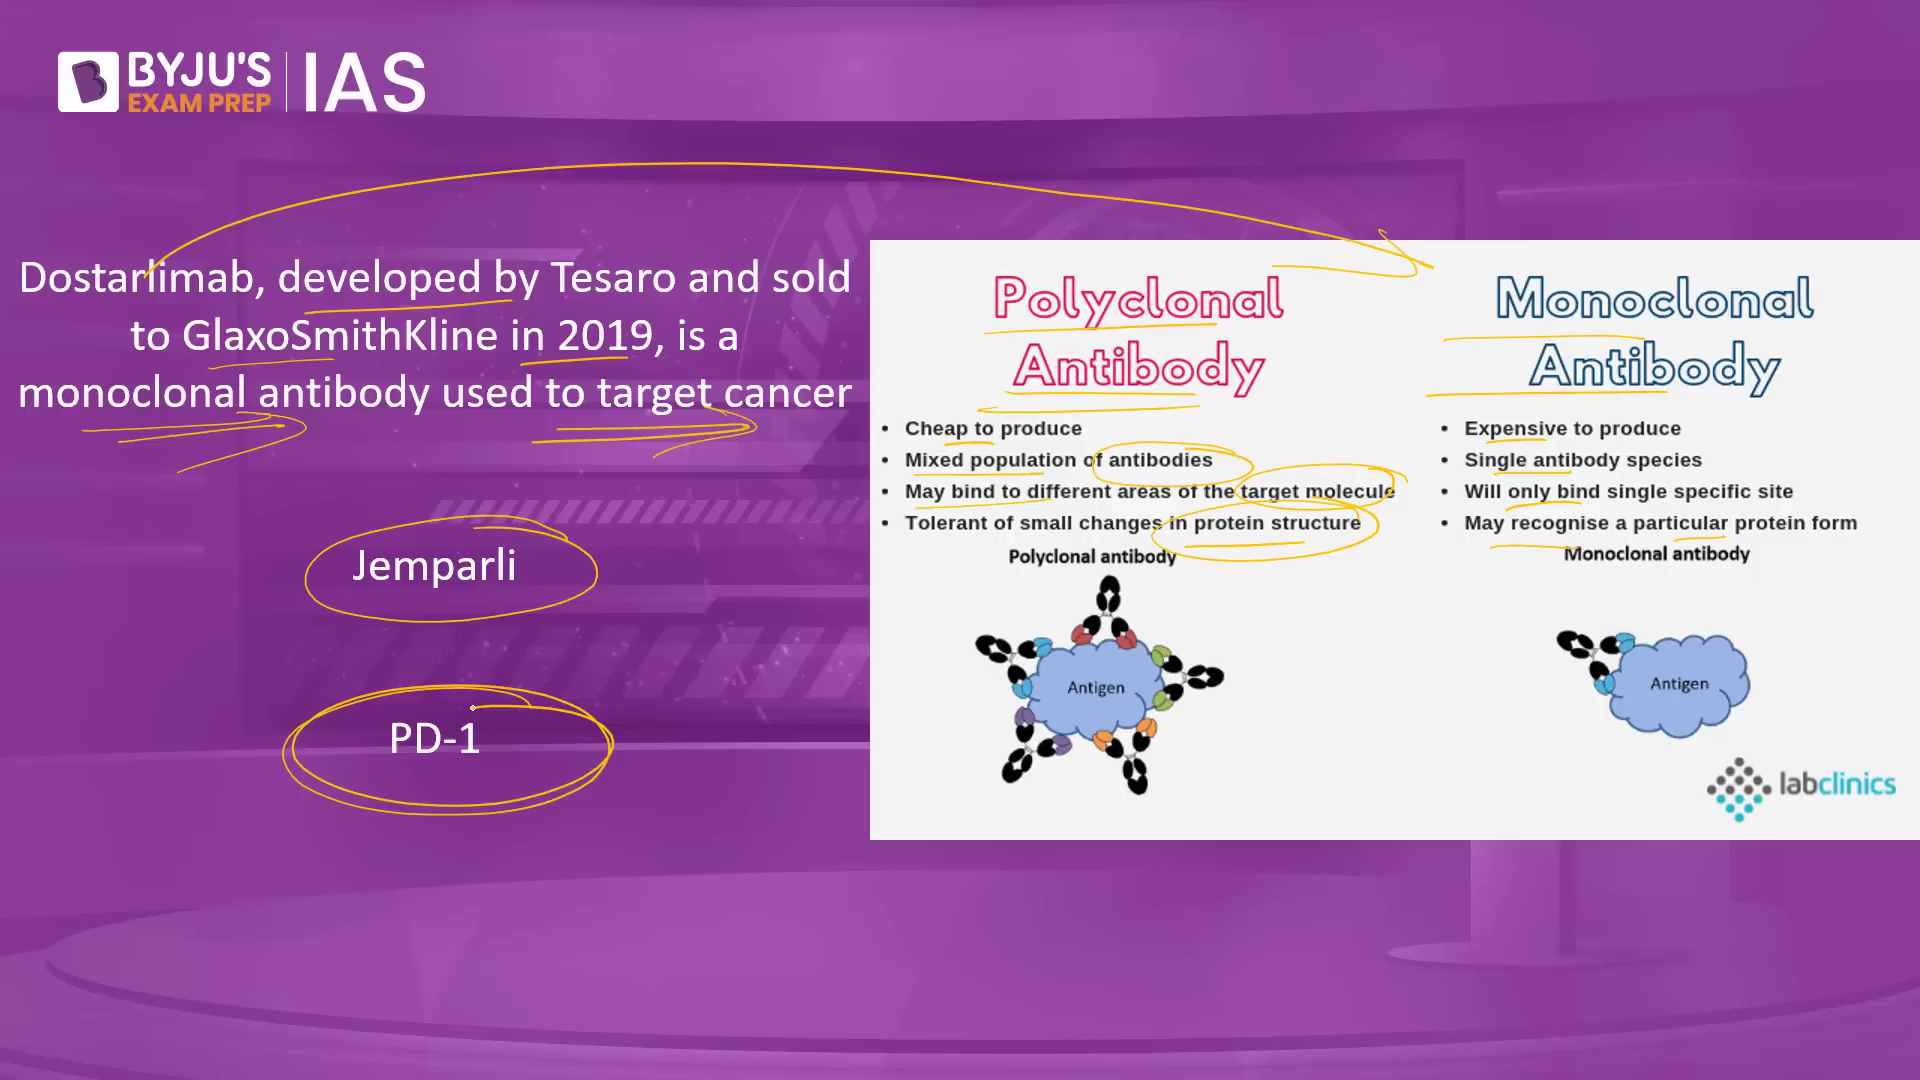 BYJU'S
EXAM PREP
IAS
Dostarlimab, developed by Tesaro and sold
to GlaxoSmithKline in 2019, is a
monoclonal antibody used to target cancer
Jemparli
PD-1
Polyclonal
Antibody
• Cheap to produce
• Mixed population of antibodies
• May bind to different areas of the target molecule
• Tolerant of small changes in protein structure
Polyclonal antibody
Antigen
Monoclonal
Antibody
• Expensive to produce
• Single antibody species
• Will only bind single specific site
• May recognise a particular protein form
Monoclonal antibody
Antigen
labclinics